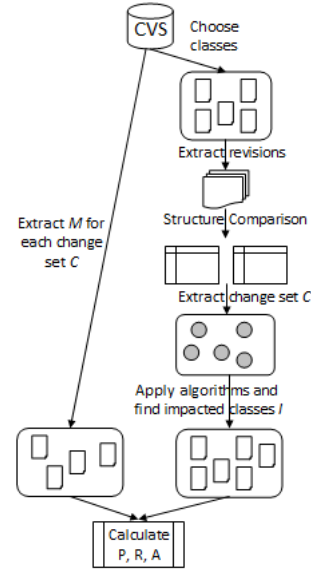 CVS
Choose
classes
Extract revisions
Structure Comparison
Extract M for
each change
set C
Extract change set C
Apply algorithms and
find impacted classes I
Calculate
P, R, A